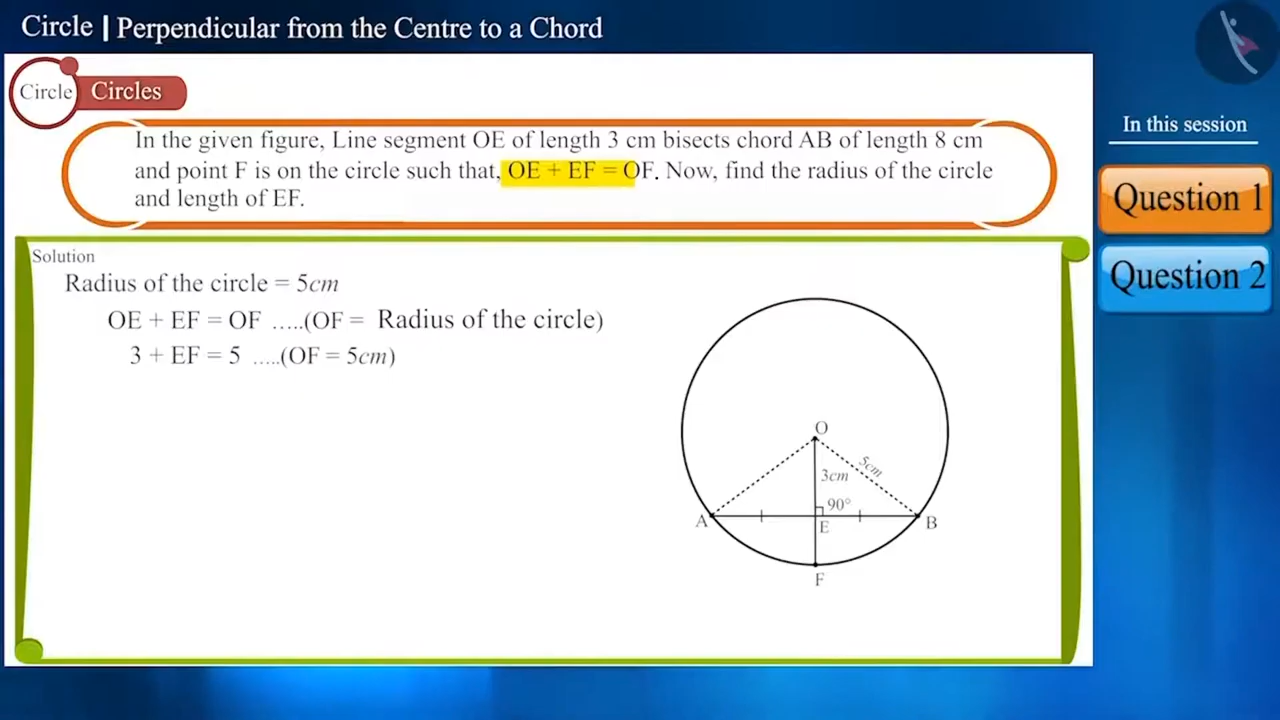 Circle | Perpendicular from the Centre to a Chord
Circle Circles
In this session
In the given figure, Line segment OE of length 3 cm bisects chord AB of length 8 cm
and point F is on the circle such that, OE + EF = OF. Now, find the radius of the circle
and length of EF.
Question 1
Question 2
Solution
Radius of the circle = 5cm
OE + EF = OF .....(OF = Radius of the circle)
3 + EF = 5 .....(OF = 5cm)
O
5cm
3cm
90°
A
E
B
F